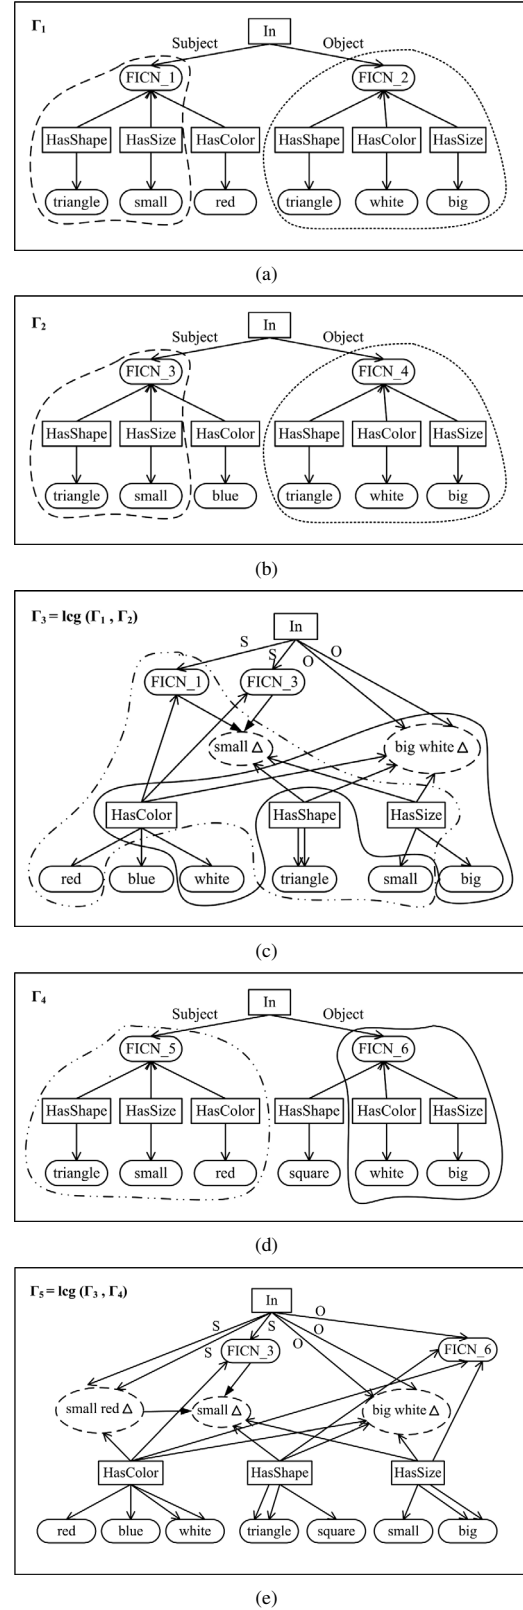 Γ₁
In
Subject Object
FICN_1 FICN_2
HasShape HasSize HasColor HasShape HasColor HasSize
triangle small red triangle white big
(a)
Γ₂
In
Subject Object
FICN_3 FICN_4
HasShape HasSize HasColor HasShape HasColor HasSize
triangle small blue triangle white big
(b)
Γ₃ = lcg (Γ₁ , Γ₂)
In
S S O O
FICN_1 FICN_3
small Δ big white Δ
HasColor HasShape HasSize
red blue white triangle small big
(c)
Γ₄
In
Subject Object
FICN_5 FICN_6
HasShape HasSize HasColor HasShape HasColor HasSize
triangle small red square white big
(d)
Γ₅ = lcg (Γ₃ , Γ₄)
In
S S S O O O
FICN_3 FICN_6
small red Δ small Δ big white Δ
HasColor HasShape HasSize
red blue white triangle square small big
(e)